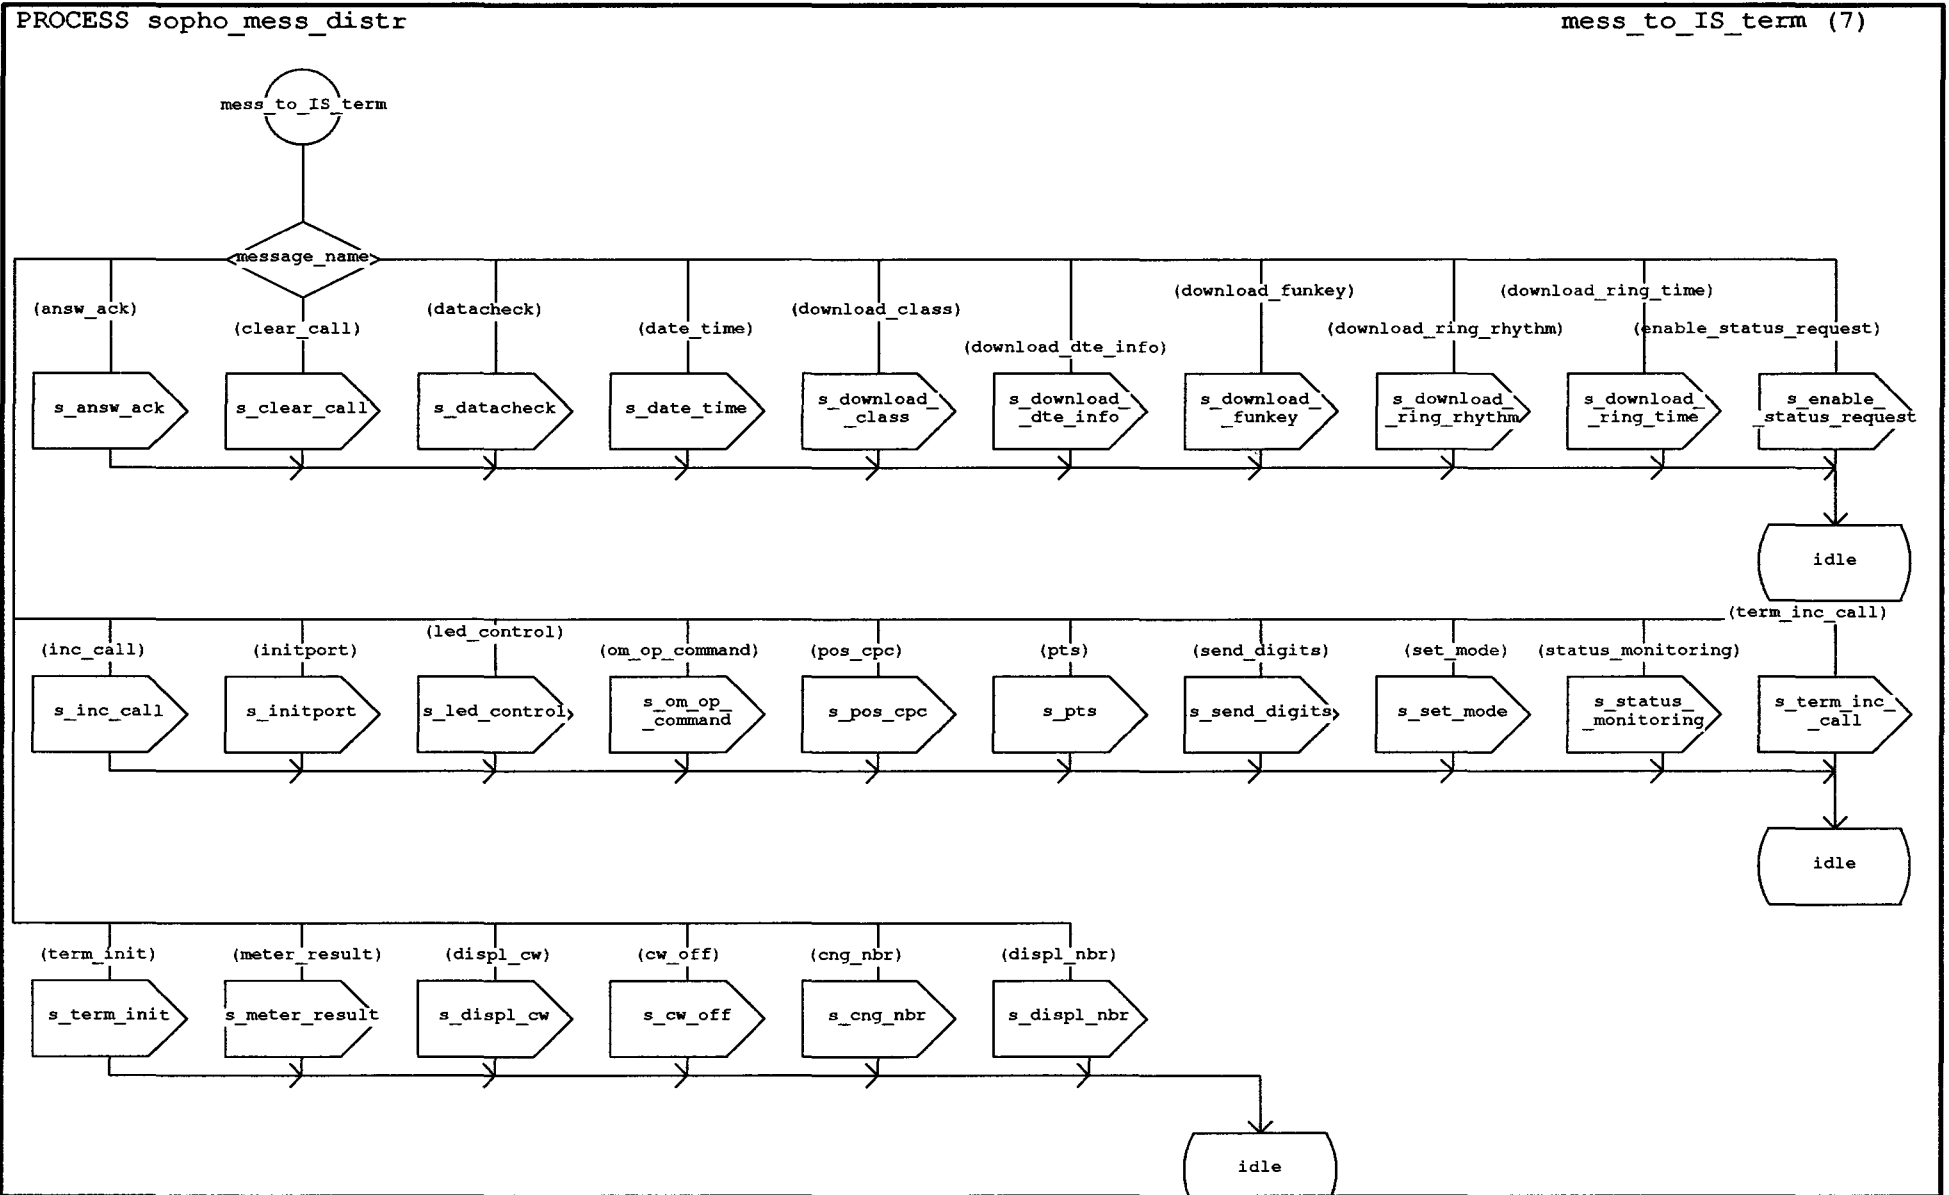 PROCESS sopho_mess_distr
mess_to_IS_term (7)
mess_to_IS_term
message_name
(answ_ack)
(clear_call)
(datacheck)
(date_time)
(download_class)
(download_dte_info)
(download_funkey)
(download_ring_rhythm)
(download_ring_time)
(enable_status_request)
s_answ_ack
s_clear_call
s_datacheck
s_date_time
s_download_
_class
s_download_
_dte_info
s_download_
_funkey
s_download_
_ring_rhythm
s_download_
_ring_time
s_enable_
_status_request
idle
(inc_call)
(initport)
(led_control)
(om_op_command)
(pos_cpc)
(pts)
(send_digits)
(set_mode)
(status_monitoring)
(term_inc_call)
s_inc_call
s_initport
s_led_control
s_om_op_
_command
s_pos_cpc
s_pts
s_send_digits
s_set_mode
s_status_
_monitoring
s_term_inc_
_call
idle
(term_init)
(meter_result)
(displ_cw)
(cw_off)
(cng_nbr)
(displ_nbr)
s_term_init
s_meter_result
s_displ_cw
s_cw_off
s_cng_nbr
s_displ_nbr
idle